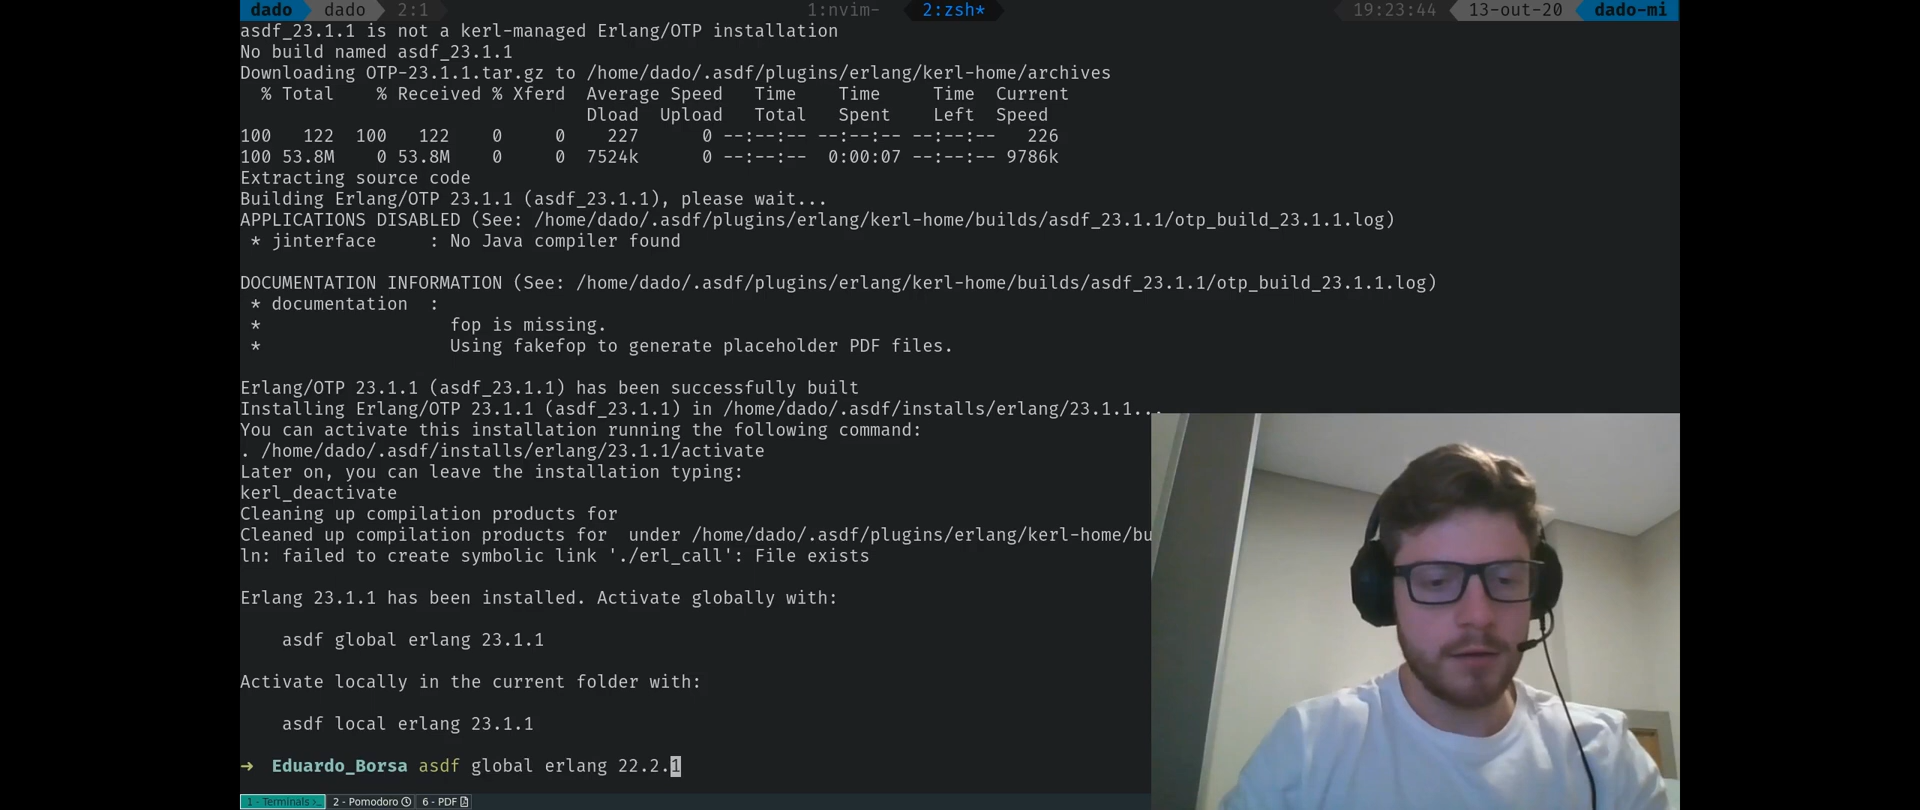 dado dado 2:1 1:nvim- 2:zsh* 19:23:44 13-out-20 dado-mi
asdf_23.1.1 is not a kerl-managed Erlang/OTP installation
No build named asdf_23.1.1
Downloading OTP-23.1.1.tar.gz to /home/dado/.asdf/plugins/erlang/kerl-home/archives
% Total % Received % Xferd Average Speed Time Time Time Current
Dload Upload Total Spent Left Speed
100 122 100 122 0 0 227 0 --:--:-- --:--:-- --:--:-- 226
100 53.8M 0 53.8M 0 0 7524k 0 --:--:-- 0:00:07 --:--:-- 9786k
Extracting source code
Building Erlang/OTP 23.1.1 (asdf_23.1.1), please wait...
APPLICATIONS DISABLED (See: /home/dado/.asdf/plugins/erlang/kerl-home/builds/asdf_23.1.1/otp_build_23.1.1.log)
* jinterface : No Java compiler found
DOCUMENTATION INFORMATION (See: /home/dado/.asdf/plugins/erlang/kerl-home/builds/asdf_23.1.1/otp_build_23.1.1.log)
* documentation :
* fop is missing.
* Using fakefop to generate placeholder PDF files.
Erlang/OTP 23.1.1 (asdf_23.1.1) has been successfully built
Installing Erlang/OTP 23.1.1 (asdf_23.1.1) in /home/dado/.asdf/installs/erlang/23.1.1...
You can activate this installation running the following command:
. /home/dado/.asdf/installs/erlang/23.1.1/activate
Later on, you can leave the installation typing:
kerl_deactivate
Cleaning up compilation products for
Cleaned up compilation products for under /home/dado/.asdf/plugins/erlang/kerl-home/bu
ln: failed to create symbolic link './erl_call': File exists
Erlang 23.1.1 has been installed. Activate globally with:
asdf global erlang 23.1.1
Activate locally in the current folder with:
asdf local erlang 23.1.1
➜ Eduardo_Borsa asdf global erlang 22.2.1
1 - Terminals 2 - Pomodoro 6 - PDF